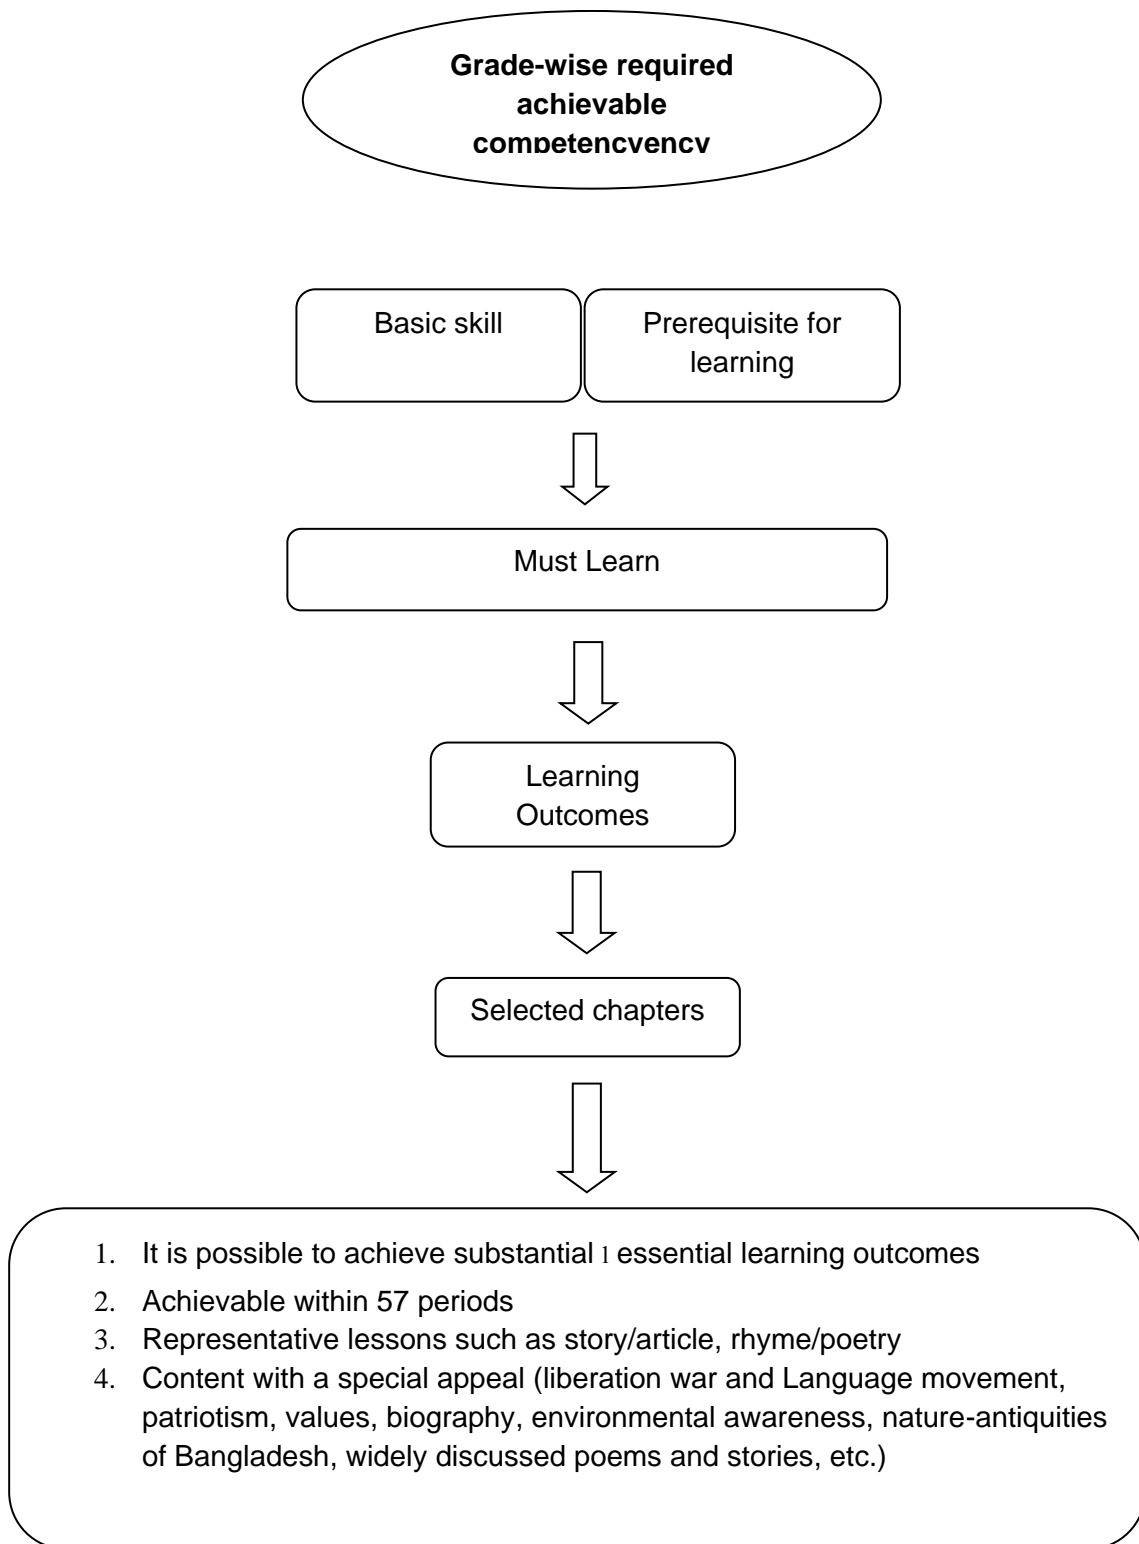 Grade-wise required
achievable
competencyency
Basic skill
Prerequisite for
learning
Must Learn
Learning
Outcomes
Selected chapters
1. It is possible to achieve substantial l essential learning outcomes
2. Achievable within 57 periods
3. Representative lessons such as story/article, rhyme/poetry
4. Content with a special appeal (liberation war and Language movement,
patriotism, values, biography, environmental awareness, nature-antiquities
of Bangladesh, widely discussed poems and stories, etc.)